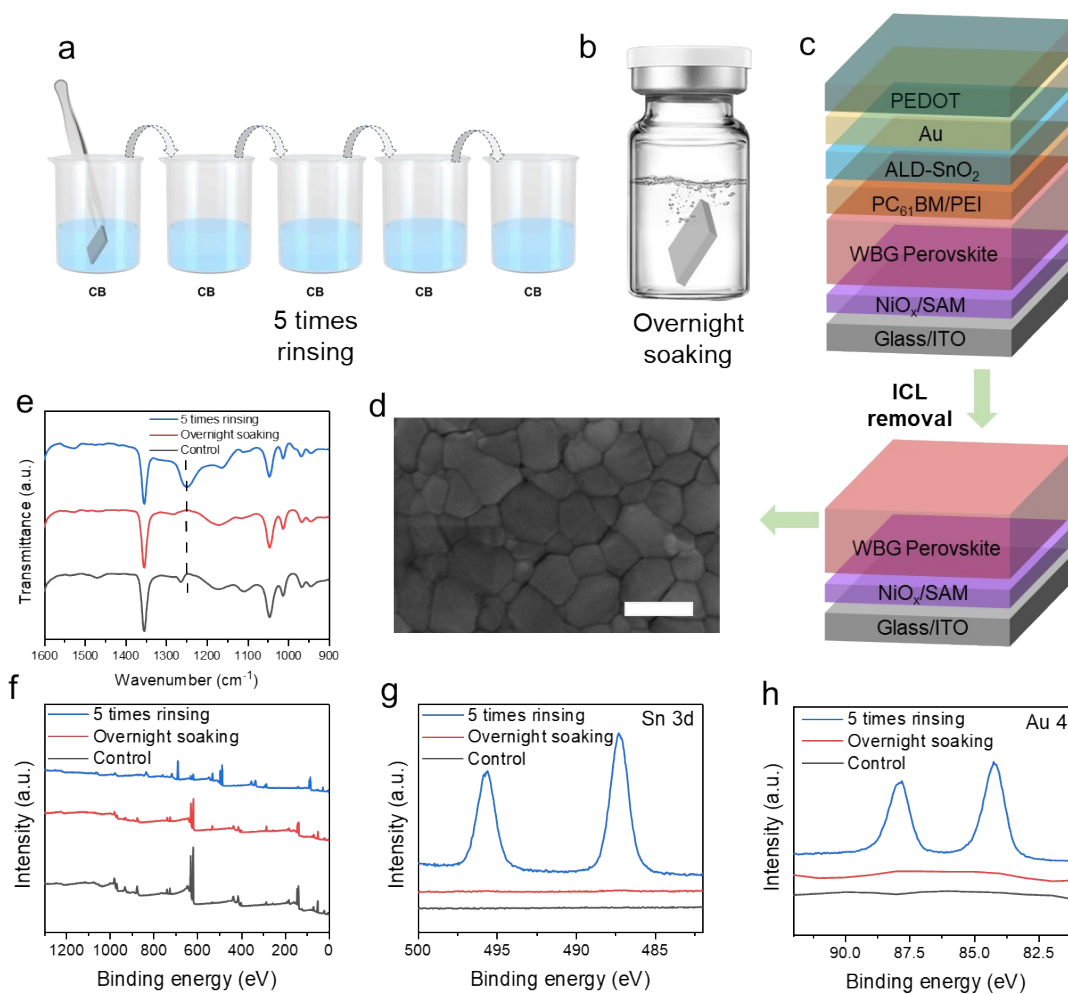 a
CB
CB
CB
CB
CB
5 times
rinsing
b
Overnight
soaking
c
PEDOT
Au
ALD-SnO₂
PC₆₁BM/PEI
WBG Perovskite
NiOₓ/SAM
Glass/ITO
ICL
removal
WBG Perovskite
NiOₓ/SAM
Glass/ITO
d
e
5 times rinsing
Overnight soaking
Control
Transmittance (a.u.)
1600 1500 1400 1300 1200 1100 1000 900
Wavenumber (cm⁻¹)
f
5 times rinsing
Overnight soaking
Control
Intensity (a.u.)
1200 1000 800 600 400 200 0
Binding energy (eV)
g
Sn 3d
5 times rinsing
Overnight soaking
Control
Intensity (a.u.)
500 495 490 485
Binding energy (eV)
h
Au 4
5 times rinsing
Overnight soaking
Control
Intensity (a.u.)
90.0 87.5 85.0 82.5
Binding energy (eV)